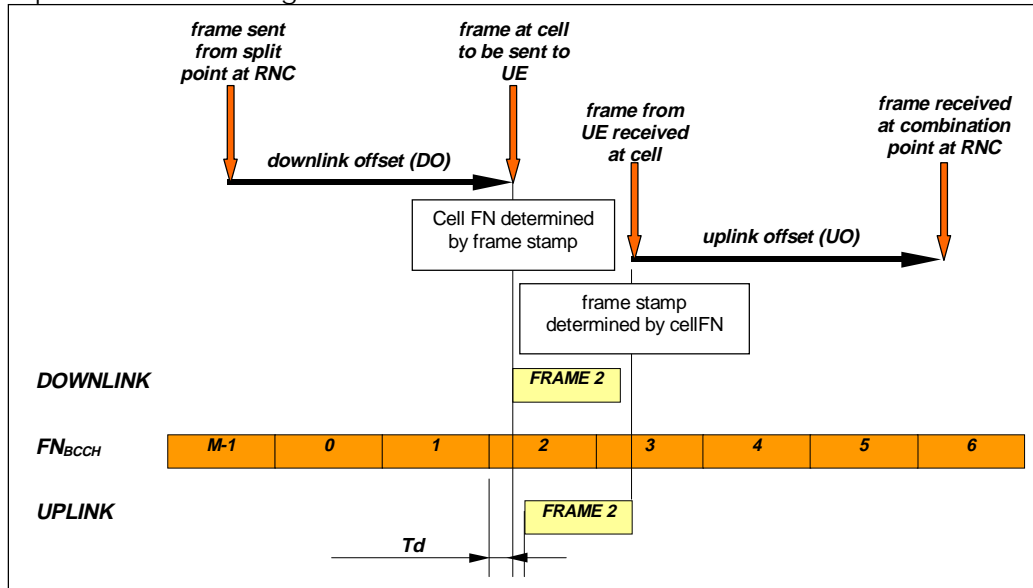 frame sent
from split
point at RNC
frame at cell
to be sent to
UE
frame from
UE received
at cell
frame received
at combination
point at RNC
downlink offset (DO)
Cell FN determined
by frame stamp
uplink offset (UO)
frame stamp
determined by cellFN
DOWNLINK
FRAME 2
FNBCCH
M-1 0 1 2 3 4 5 6
UPLINK
FRAME 2
Td